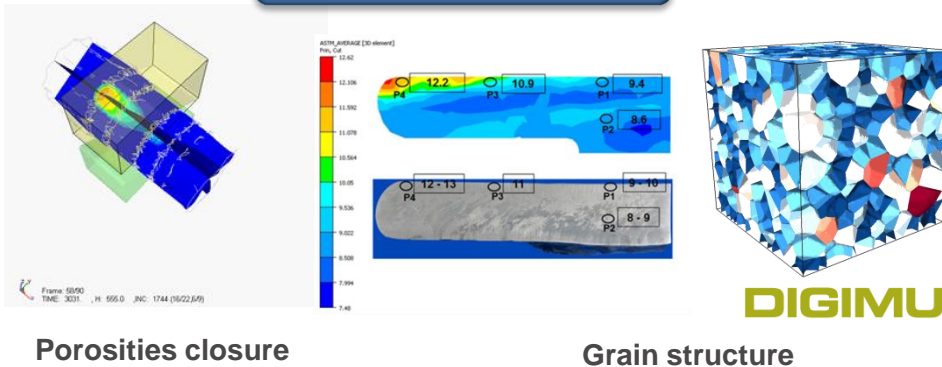 ASTM_AVERAGE [3D element]
Prin, Cut
12.62
12.106
11.592
11.078
10.564
10.05
9.536
9.022
8.508
7.994
7.48
12.2
10.9
9.4
P4
P3
P1
P2
8.6
12 - 13
11
9 - 10
P4
P3
P1
P2
8 - 9
Frame: 58/90
TIME: 3031. , H: 555.0 ,INC: 1744 (16/22,6/9)
DIGIMU
Porosities closure
Grain structure